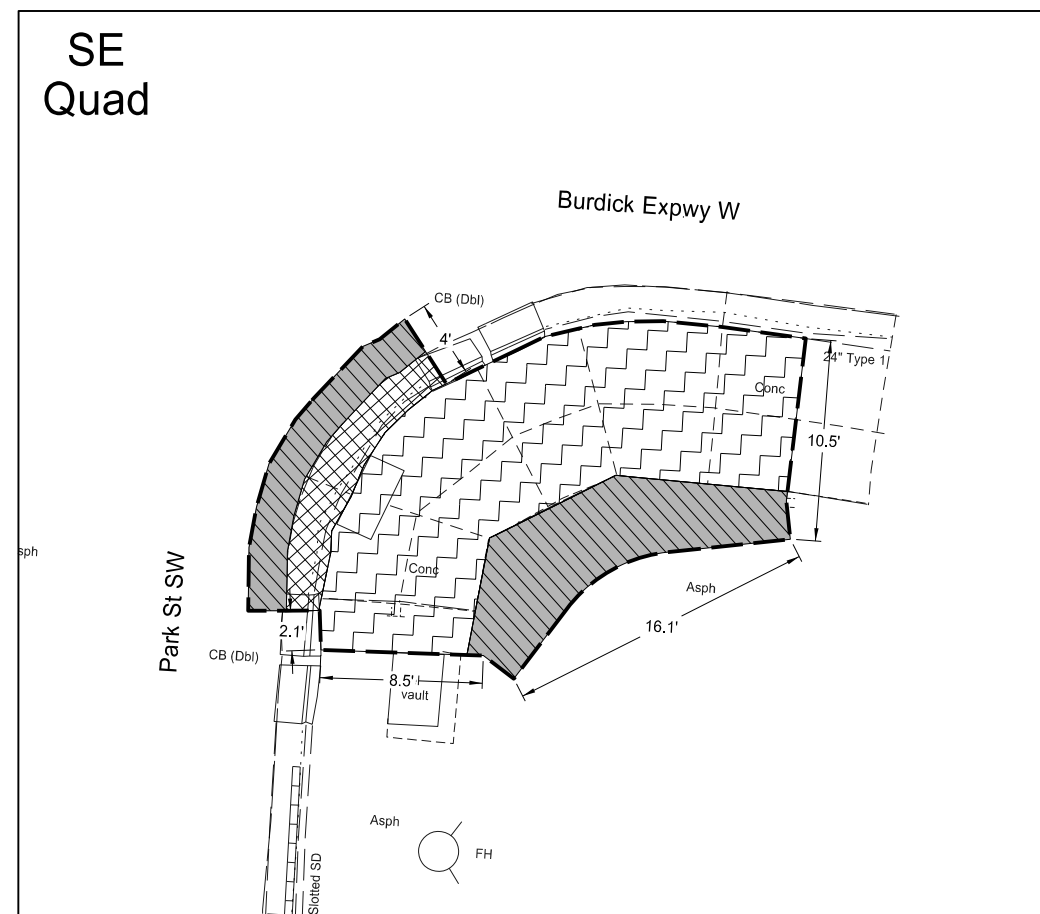 SE
Quad
Burdick Expwy W
CB (Dbl)
4'
24" Type 1
Conc
10.5'
sph
Conc
Asph
Park St SW
2.1'
16.1'
CB (Dbl)
8.5'
vault
Asph
FH
Slotted SD